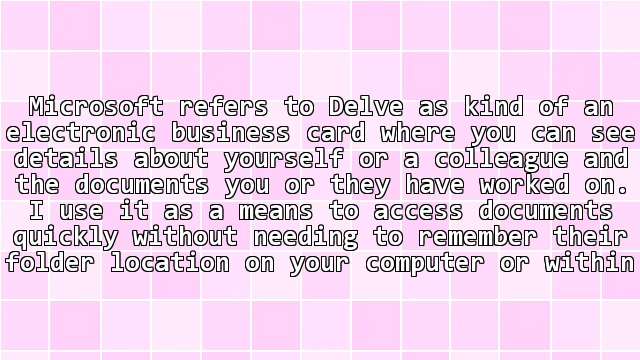 Microsoft refers to Delve as kind of an
electronic business card where you can see
details about yourself or a colleague and
the documents you or they have worked on.
I use it as a means to access documents
quickly without needing to remember their
folder location on your computer or within